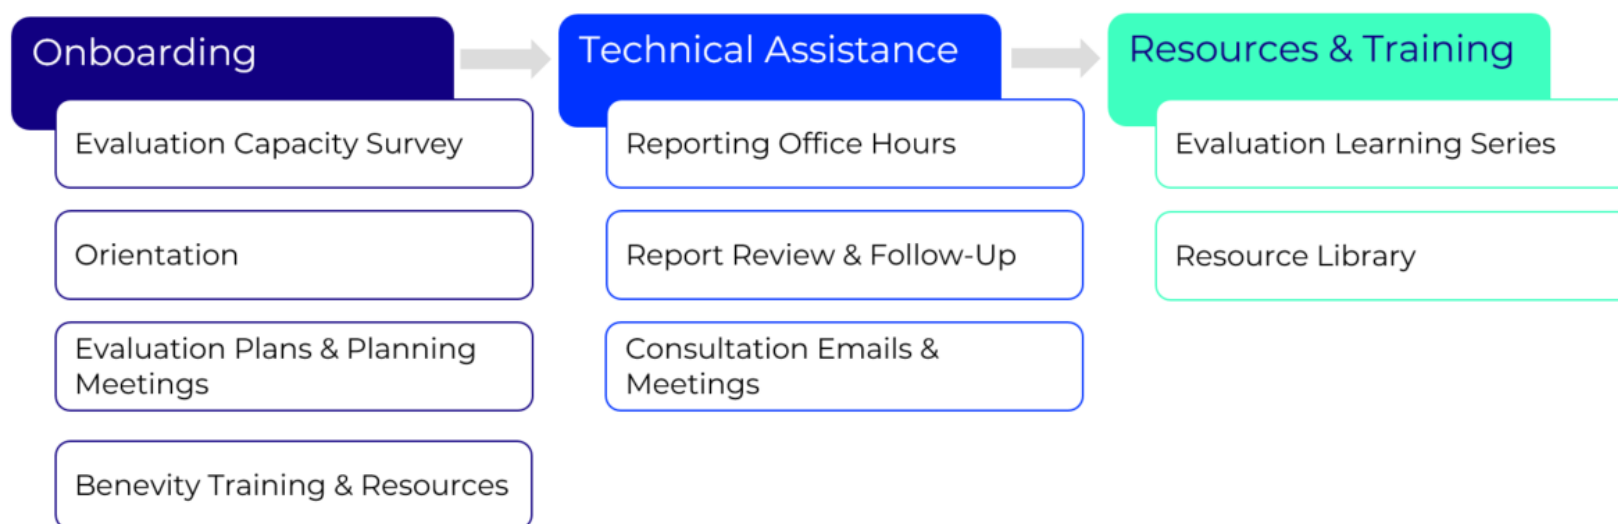 Onboarding
Evaluation Capacity Survey
Orientation
Evaluation Plans & Planning
Meetings
Benevity Training & Resources
Technical Assistance
Reporting Office Hours
Report Review & Follow-Up
Consultation Emails &
Meetings
Resources & Training
Evaluation Learning Series
Resource Library